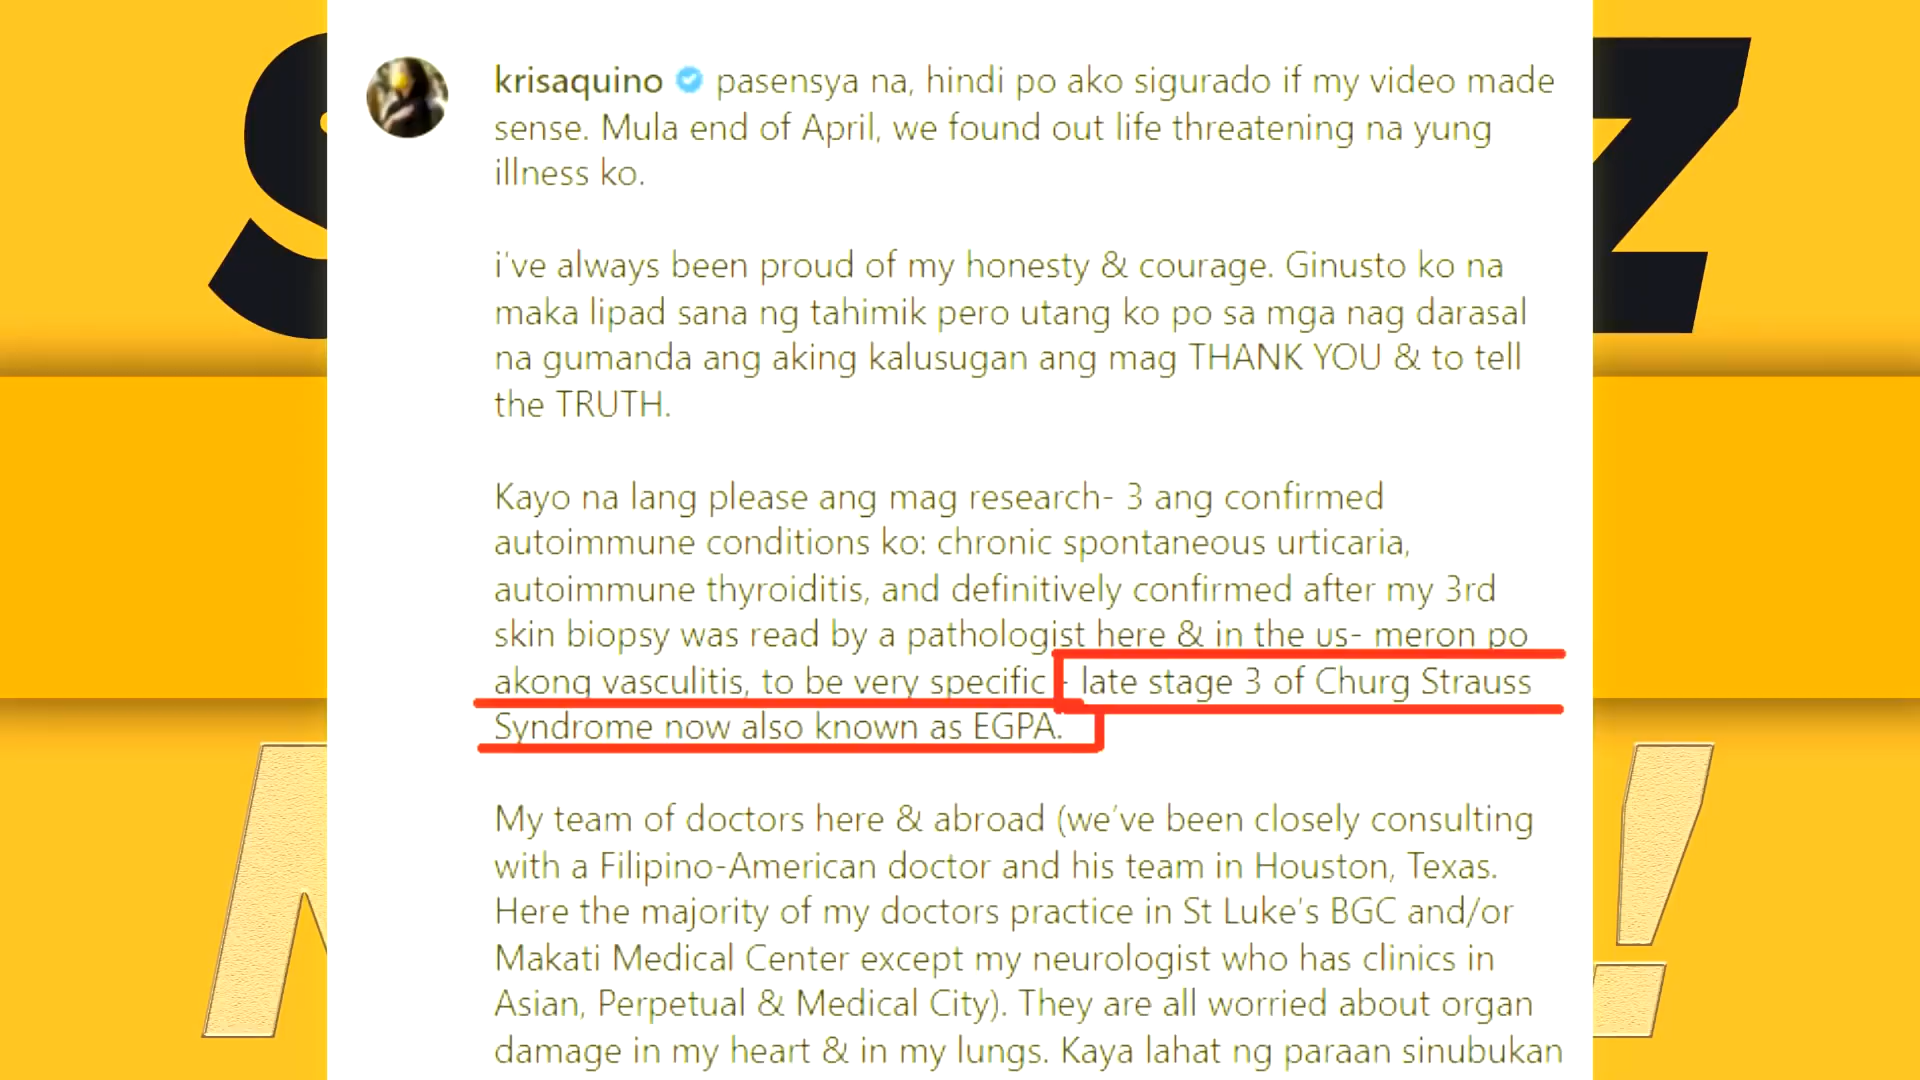 S Z
krisaquino pasensya na, hindi po ako sigurado if my video made
sense. Mula end of April, we found out life threatening na yung
illness ko.
i've always been proud of my honesty & courage. Ginusto ko na
maka lipad sana ng tahimik pero utang ko po sa mga nag darasal
na gumanda ang aking kalusugan ang mag THANK YOU & to tell
the TRUTH.
Kayo na lang please ang mag research- 3 ang confirmed
autoimmune conditions ko: chronic spontaneous urticaria,
autoimmune thyroiditis, and definitively confirmed after my 3rd
skin biopsy was read by a pathologist here & in the us- meron po
akong vasculitis, to be very specific - late stage 3 of Churg Strauss
Syndrome now also known as EGPA.
My team of doctors here & abroad (we've been closely consulting
with a Filipino-American doctor and his team in Houston, Texas.
Here the majority of my doctors practice in St Luke's BGC and/or
Makati Medical Center except my neurologist who has clinics in
Asian, Perpetual & Medical City). They are all worried about organ
damage in my heart & in my lungs. Kaya lahat ng paraan sinubukan
!